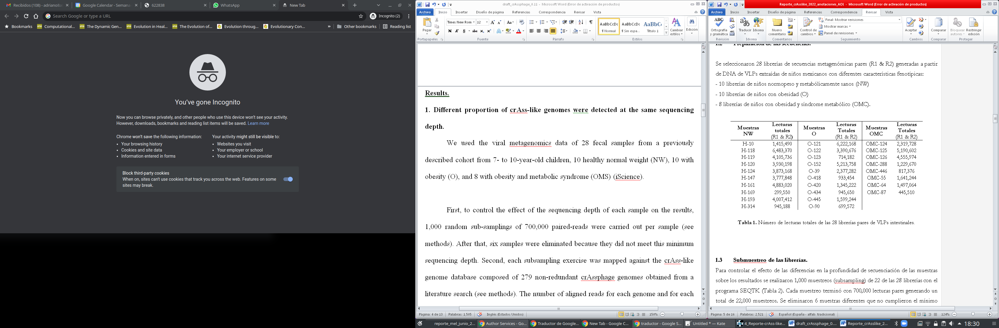 Recibidos (108) - adriano8a
Google Calendar - Semana
622838
WhatsApp
New Tab
Search Google or type a URL
Incognito (2)
Bookmarks
Computational...
The Dynamic Gen...
Evolution in Heal...
The Evolution of...
Evolution throug...
Evolutionary Con...
»
Other bookmarks
Reading list
You've gone Incognito
Now you can browse privately, and other people who use this device won't see your activity.
However, downloads, bookmarks and reading list items will be saved. Learn more
Chrome won't save the following information:
• Your browsing history
• Cookies and site data
• Information entered in forms
Your activity might still be visible to:
• Websites you visit
• Your employer or school
• Your internet service provider
Block third-party cookies
When on, sites can't use cookies that track you across the web. Features on some
sites may break.
draft_crAssphage_0.11 - Microsoft Word (Error de activación de productos)
Archivo Inicio Insertar Diseño de página Referencias Correspondencia Revisar Vista
Pegar
Times New Rom 12
N K S abc x₂ x²
AaBbCcDc AaBbCcDc AaBbC
¶ Normal ¶ Sin espa... Título 1
Cambiar
estilos
Edición
Portapapeles Fuente Párrafo Estilos
Results.
1. Different proportion of crAss-like genomes were detected at the same sequencing
depth.
We used the viral metagenomics data of 28 fecal samples from a previously
described cohort from 7- to 10-year-old children, 10 healthy normal weight (NW), 10 with
obesity (O), and 8 with obesity and metabolic syndrome (OMS) (iScience).
First, to control the effect of the sequencing depth of each sample on the results,
1,000 random sub-samplings of 700,000 paired-reads were carried out per sample (see
methods). After that, six samples were eliminated because they did not meet this minimum
sequencing depth. Second, each subsampling exercise was mapped against the crAss-like
genome database composed of 279 non-redundant crAssphage genomes obtained from a
literature search (see methods). The number of aligned reads for each genome and for each
Página: 4 de 13 Palabras: 1,505 Inglés (Estados Unidos) 150%
Reporte_crAsslike_2022_anotaciones_AOL - Microsoft Word (Error de activación de productos)
Archivo Inicio Insertar Diseño de página Referencias Correspondencia Revisar Vista
ABC
Ortografía
y gramática
Traducir Idioma
Nuevo
comentario
Control de
cambios
Final: Mostrar revisiones
Mostrar marcas
Panel de revisiones
Aceptar
Comparar
Bloquear
autores
Restringir
edición
Revisión Idioma Comentarios Seguimiento Cambios Comparar Proteger
1.2 Preparación de las secuencias.
Se seleccionaron 28 librerías de secuencias metagenómicas pares (R1 & R2) generadas a partir
de DNA de VLPs extraídas de niños mexicanos con diferentes características fenotípicas:
- 10 librerías de niños normopeso y metabólicamente sanos (NW)
- 10 librerías de niños con obesidad (O)
- 8 librerías de niños con obesidad y síndrome metabólico (OMC).
Muestras NW Lecturas totales (R1 & R2) Muestras O Lecturas Totales (R1 & R2) Muestras OMC Lecturas Totales (R1 & R2)
H-10 1,415,490 O-121 6,222,168 OMC-124 2,319,728
H-118 6,483,370 O-122 3,390,676 OMC-125 5,190,602
H-119 4,105,736 O-123 714,182 OMC-126 4,555,974
H-120 3,930,198 O-152 5,213,758 OMC-288 1,229,670
H-124 3,873,168 O-39 2,377,282 OMC-446 817,376
H-147 3,777,848 O-418 933,454 OMC-55 1,641,244
H-161 4,883,020 O-420 1,345,222 OMC-64 1,497,064
H-169 299,550 O-434 945,650 OMC-87 445,510
H-193 4,007,412 O-445 1,599,244
H-314 945,188 O-90 699,572
Tabla 1. Número de lecturas totales de las 28 librerías pares de VLPs intestinales.
1.3 Submuestreo de las librerías.
Para controlar el efecto de las diferencias en la profundidad de secuenciación de las muestras
sobre los resultados se realizaron 1,000 muestreos (subsampling) de 22 de las 28 librerías con el
programa SEQTK (Tabla 2). Cada muestreo terminó con 700,000 lecturas pares generando un
total de 22,000 muestreos. Se eliminaron 6 muestras diferentes que no cumplieron el mínimo
Página: 5 de 16 Palabras: 2,521 Español (España - alfab. tradicional) 124%
reporte_mel_junio_2...
Author Services - Go...
Traductor de Google...
New Tab - Google C...
traductor - Google S...
Untitled * — Kate
4_Reporte-crAss-like...
draft_crAssphage_0....
Reporte_crAsslike_2...
18:30